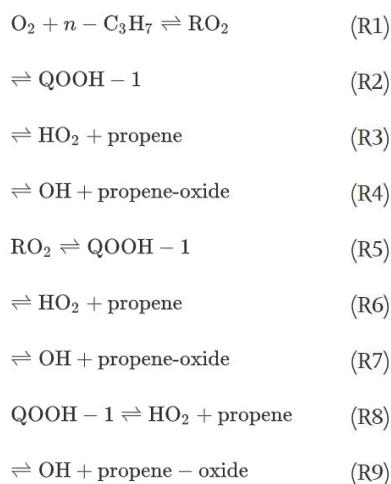 O₂ + n − C₃H₇ ⇌ RO₂ (R1)
⇌ QOOH − 1 (R2)
⇌ HO₂ + propene (R3)
⇌ OH + propene-oxide (R4)
RO₂ ⇌ QOOH − 1 (R5)
⇌ HO₂ + propene (R6)
⇌ OH + propene-oxide (R7)
QOOH − 1 ⇌ HO₂ + propene (R8)
⇌ OH + propene − oxide (R9)